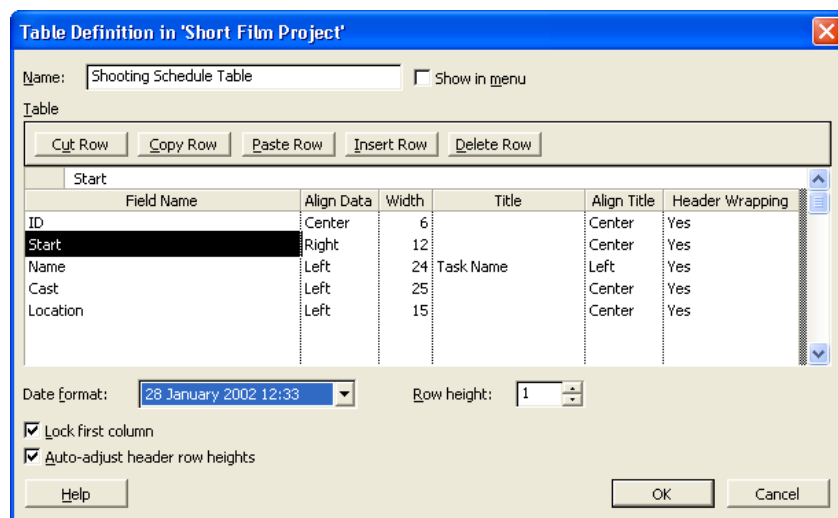 Table Definition in 'Short Film Project'
Name: Shooting Schedule Table Show in menu
Table
Cut Row Copy Row Paste Row Insert Row Delete Row
Start
Field Name Align Data Width Title Align Title Header Wrapping
ID Center 6 Center Yes
Start Right 12 Center Yes
Name Left 24 Task Name Left Yes
Cast Left 25 Center Yes
Location Left 15 Center Yes
Date format: 28 January 2002 12:33 Row height: 1
Lock first column
Auto-adjust header row heights
Help OK Cancel